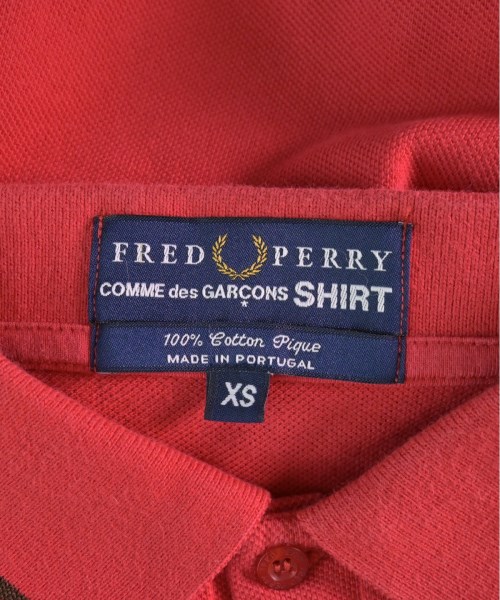 FRED PERRY
COMME des GARÇONS SHIRT
*
100% Cotton Pique
MADE IN PORTUGAL
XS